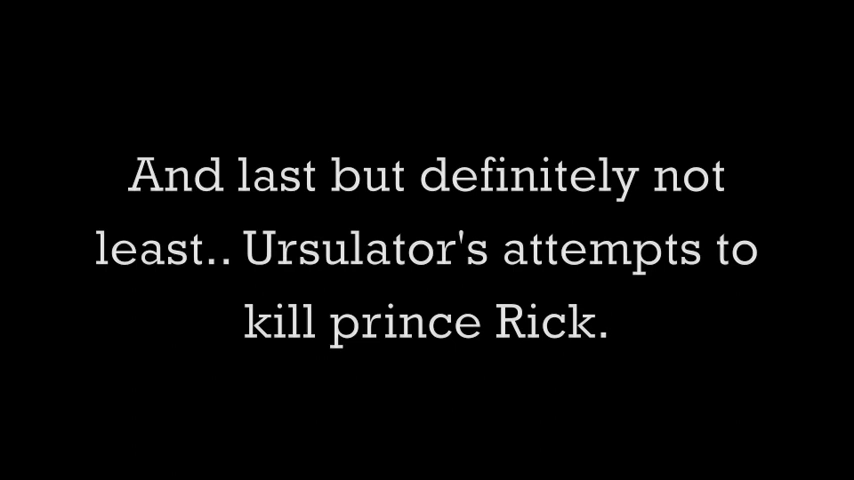 And last but definitely not
least.. Ursulator's attempts to
kill prince Rick.